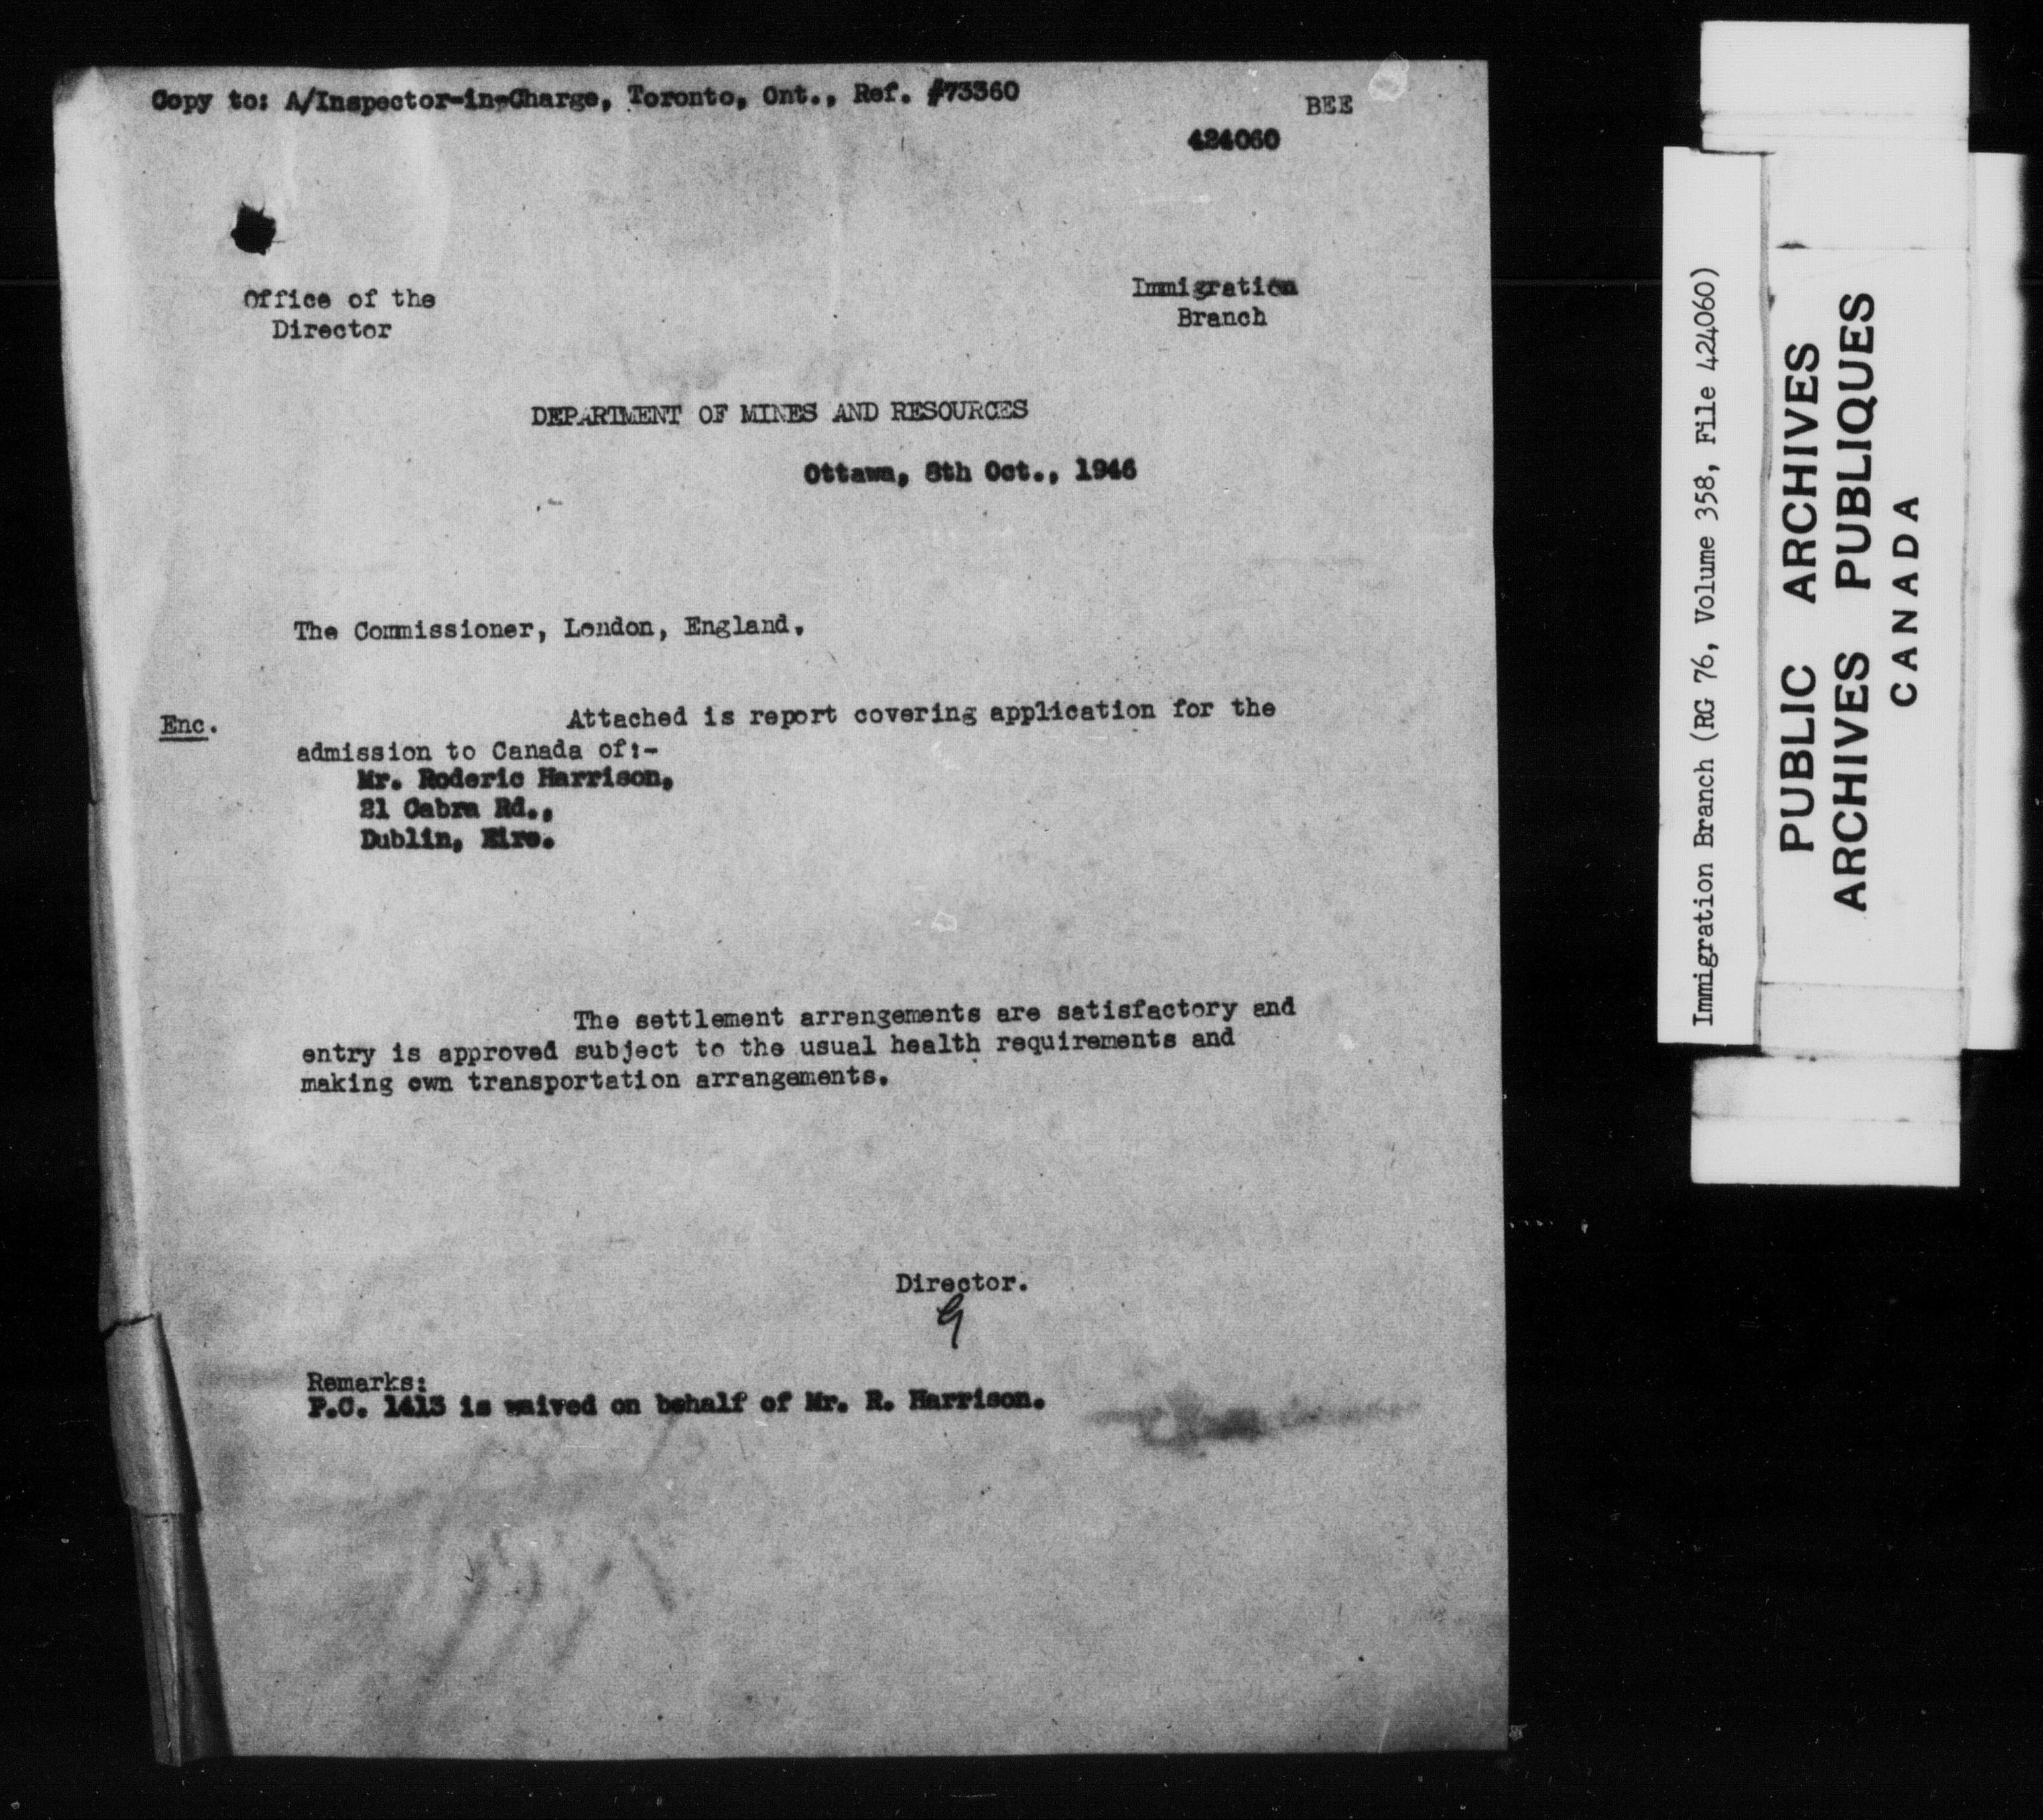 Copy to: A/Inspector-in-Charge, Toronto, Ont., Ref. #73360
BEE
424060
Office of the
Director
Immigration
Branch
DEPARTMENT OF MINES AND RESOURCES
Ottawa, 8th Oct., 1946
The Commissioner, London, England.
Enc.
Attached is report covering application for the
admission to Canada of:-
Mr. Roderic Harrison,
21 Cabra Rd.,
Dublin, Eire.
The settlement arrangements are satisfactory and
entry is approved subject to the usual health requirements and
making own transportation arrangements.
Director.
Remarks:
P.C. 1413 is waived on behalf of Mr. R. Harrison.
Immigration Branch (RG 76, Volume 358, File 424060)
PUBLIC ARCHIVES
ARCHIVES PUBLIQUES
CANADA